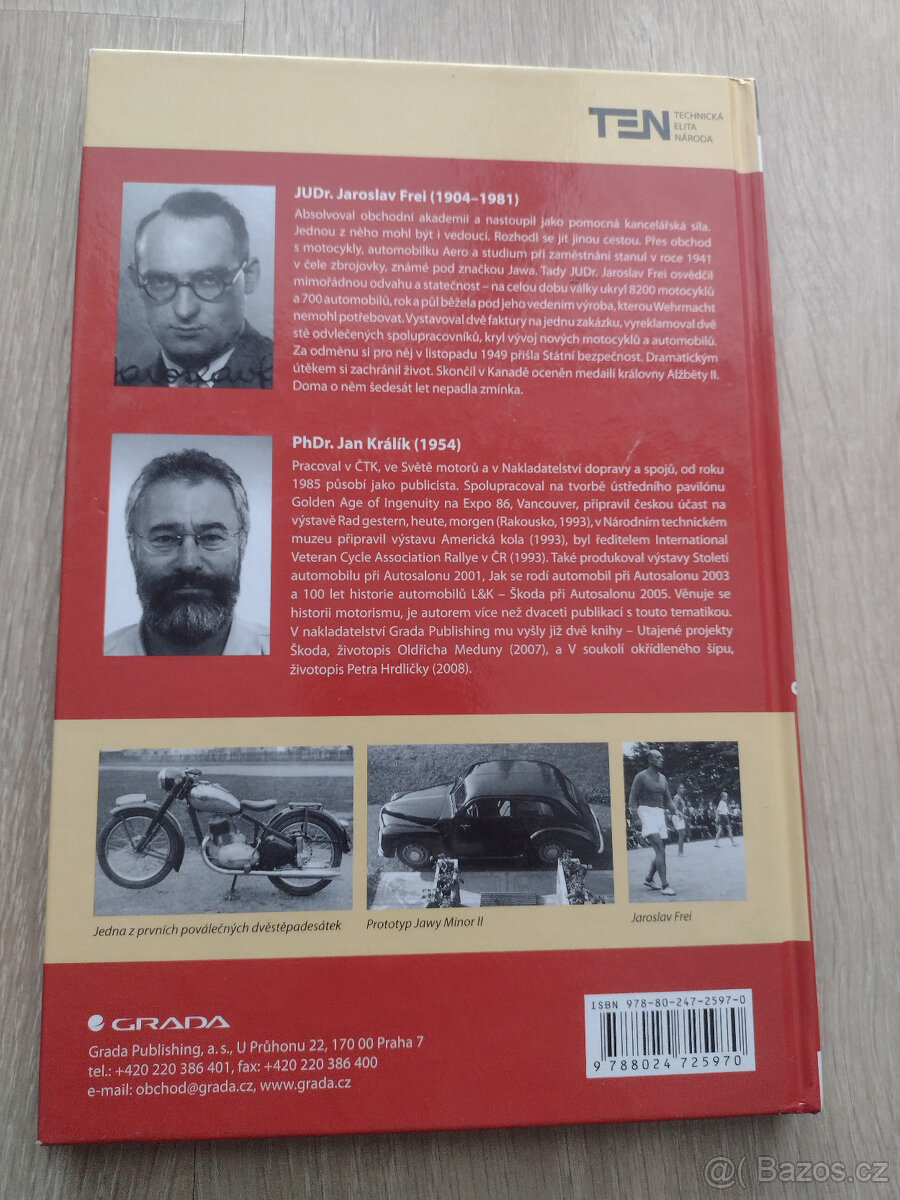 TEN TECHNICKÁ
ELITA
NÁRODA
JUDr. Jaroslav Frei (1904–1981)
Absolvoval obchodní akademii a nastoupil jako pomocná kancelářská síla.
Jednou z něho mohl být i vedoucí. Rozhodl se jít jinou cestou. Přes obchod
s motocykly, automobilku Aero a studium při zaměstnání stanul v roce 1941
v čele zbrojovky, známé pod značkou Jawa. Tady JUDr. Jaroslav Frei osvědčil
mimořádnou odvahu a statečnost – na celou dobu války ukryl 8200 motocyklů
a 700 automobilů, rok a půl běžela pod jeho vedením výroba, kterou Wehrmacht
nemohl potřebovat. Vystavoval dvě faktury na jednu zakázku, vyreklamoval dvě
stě odvlečených spolupracovníků, kryl vývoj nových motocyklů a automobilů.
Za odměnu si pro něj v listopadu 1949 přišla Státní bezpečnost. Dramatickým
útěkem si zachránil život. Skončil v Kanadě oceněn medailí královny Alžběty II.
Doma o něm šedesát let nepadla zmínka.
PhDr. Jan Králík (1954)
Pracoval v ČTK, ve Světě motorů a v Nakladatelství dopravy a spojů, od roku
1985 působí jako publicista. Spolupracoval na tvorbě ústředního pavilónu
Golden Age of Ingenuity na Expo 86, Vancouver, připravil českou účast na
výstavě Rad gestern, heute, morgen (Rakousko, 1993), v Národním technickém
muzeu připravil výstavu Americká kola (1993), byl ředitelem International
Veteran Cycle Association Rallye v ČR (1993). Také produkoval výstavy Století
automobilu při Autosalonu 2001, Jak se rodí automobil při Autosalonu 2003
a 100 let historie automobilů L&K – Škoda při Autosalonu 2005. Věnuje se
historii motorismu, je autorem více než dvaceti publikací s touto tematikou.
V nakladatelství Grada Publishing mu vyšly již dvě knihy – Utajené projekty
Škoda, životopis Oldřicha Meduny (2007), a V soukolí okřídleného šípu,
životopis Petra Hrdličky (2008).
Jedna z prvních poválečných dvěstěpadesátek
Prototyp Jawy Minor II
Jaroslav Frei
GRADA
Grada Publishing, a. s., U Průhonu 22, 170 00 Praha 7
tel.: +420 220 386 401, fax: +420 220 386 400
e-mail: obchod@grada.cz, www.grada.cz
ISBN 978-80-247-2597-0
9 788024 725970
@ Bazos.cz